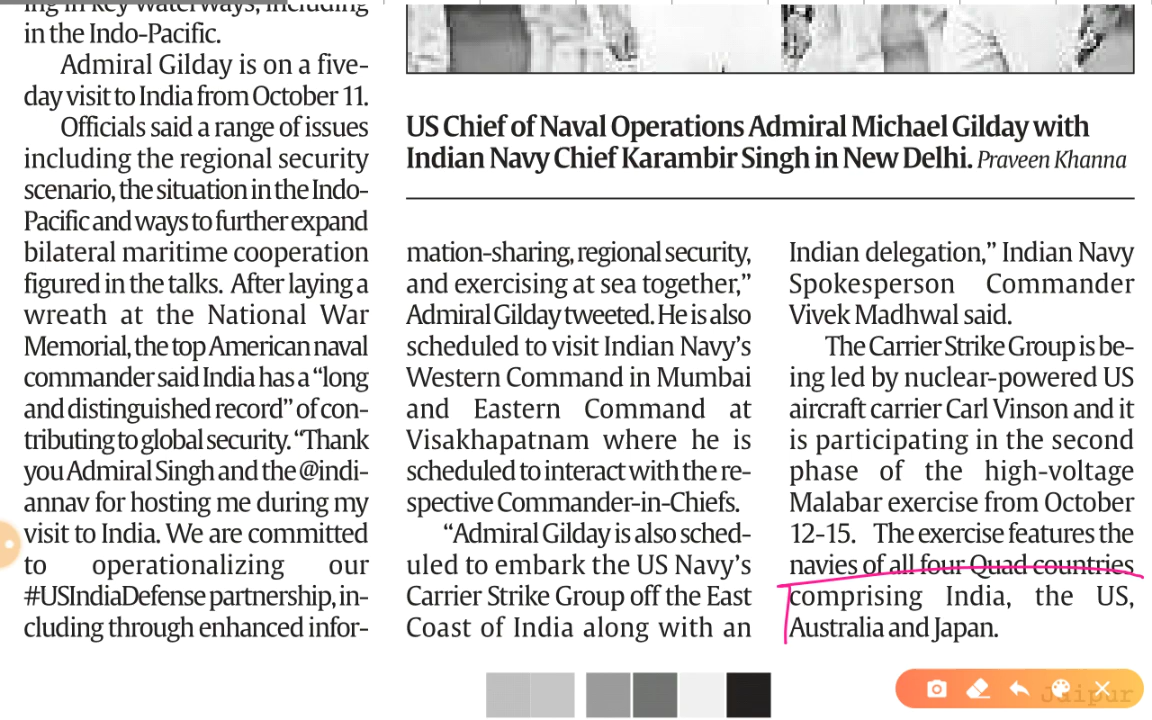 ing in key waterways, including
in the Indo-Pacific.
Admiral Gilday is on a five-
day visit to India from October 11.
Officials said a range of issues
including the regional security
scenario, the situation in the Indo-
Pacific and ways to further expand
bilateral maritime cooperation
figured in the talks. After laying a
wreath at the National War
Memorial, the top American naval
commander said India has a “long
and distinguished record” of con-
tributing to global security. “Thank
you Admiral Singh and the @indi-
annav for hosting me during my
visit to India. We are committed
to operationalizing our
#USIndiaDefense partnership, in-
cluding through enhanced infor-
US Chief of Naval Operations Admiral Michael Gilday with
Indian Navy Chief Karambir Singh in New Delhi. Praveen Khanna
mation-sharing, regional security,
and exercising at sea together,”
Admiral Gilday tweeted. He is also
scheduled to visit Indian Navy’s
Western Command in Mumbai
and Eastern Command at
Visakhapatnam where he is
scheduled to interact with the re-
spective Commander-in-Chiefs.
“Admiral Gilday is also sched-
uled to embark the US Navy’s
Carrier Strike Group off the East
Coast of India along with an
Indian delegation,” Indian Navy
Spokesperson Commander
Vivek Madhwal said.
The Carrier Strike Group is be-
ing led by nuclear-powered US
aircraft carrier Carl Vinson and it
is participating in the second
phase of the high-voltage
Malabar exercise from October
12-15. The exercise features the
navies of all four Quad countries
comprising India, the US,
Australia and Japan.
Jaipur